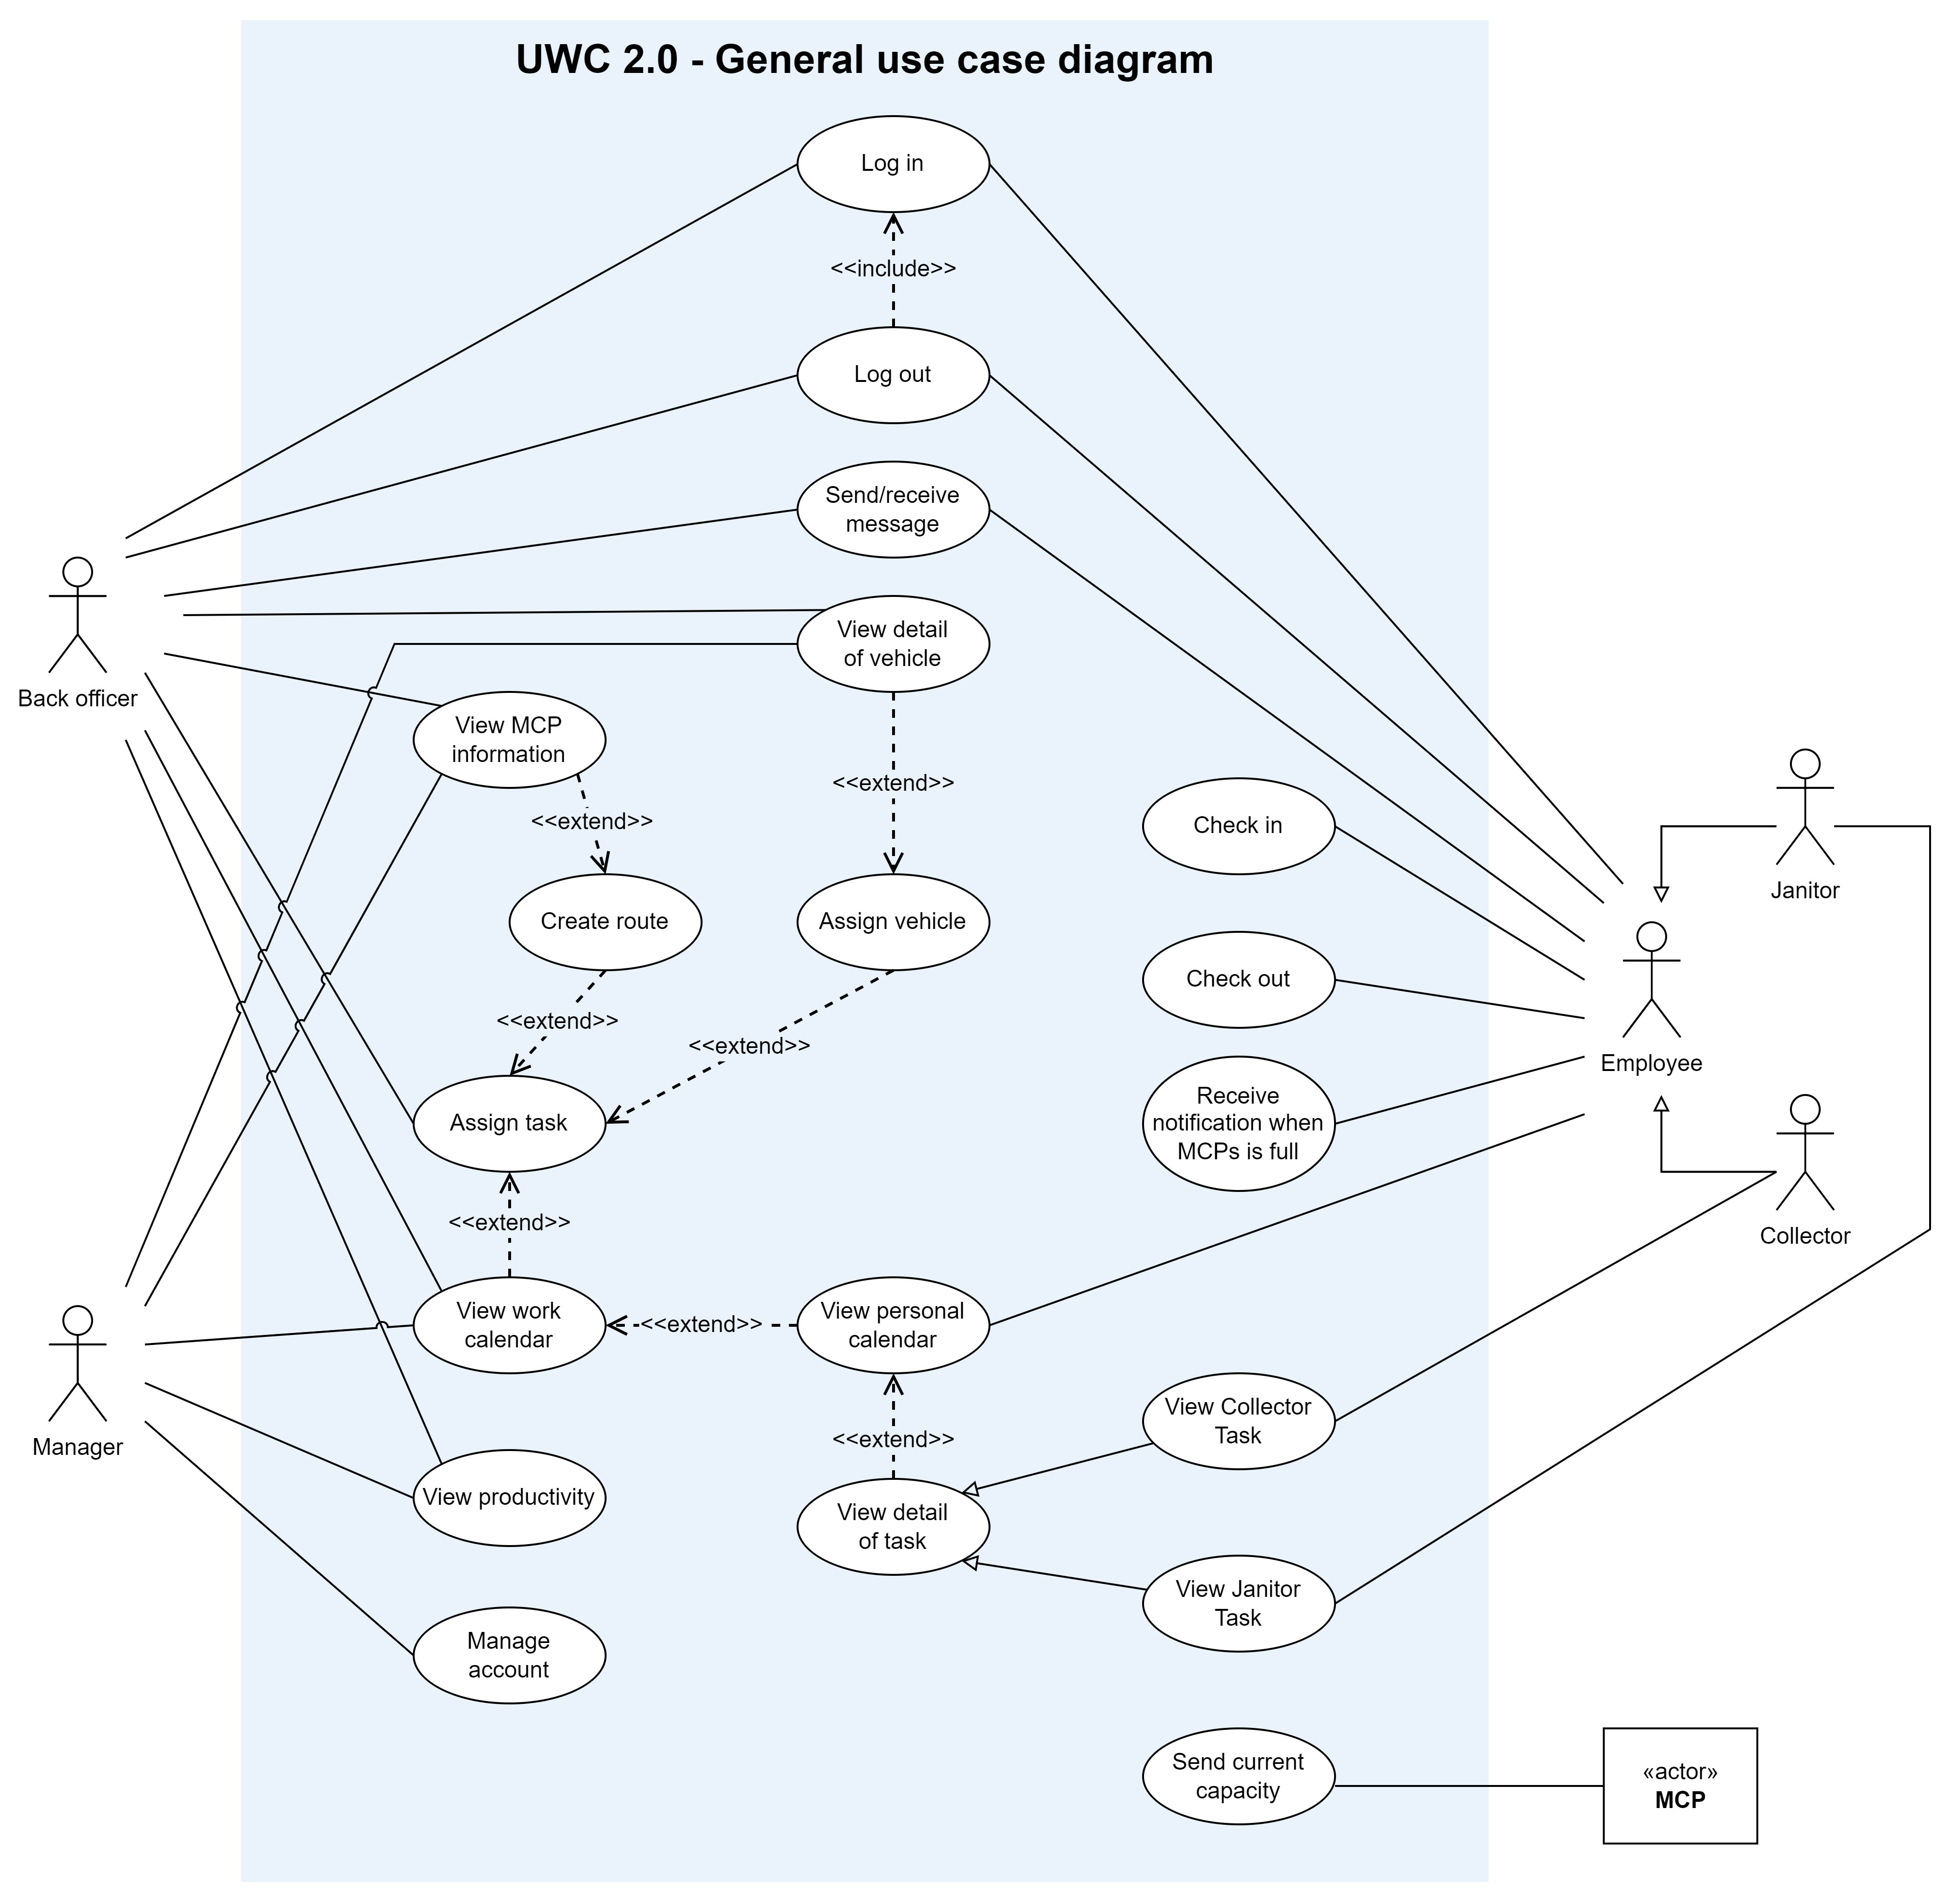 UWC 2.0 - General use case diagram
Log in
<<include>>
Log out
Send/receive
message
View detail
of vehicle
Back officer
View MCP
information
<<extend>>
<<extend>>
Check in
Janitor
Create route
Assign vehicle
Check out
<<extend>>
<<extend>>
Employee
Assign task
Receive
notification when
MCPs is full
<<extend>>
Collector
View work
calendar
<<extend>>
View personal
calendar
Manager
<<extend>>
View Collector
Task
View productivity
View detail
of task
View Janitor
Task
Manage
account
Send current
capacity
«actor»
MCP